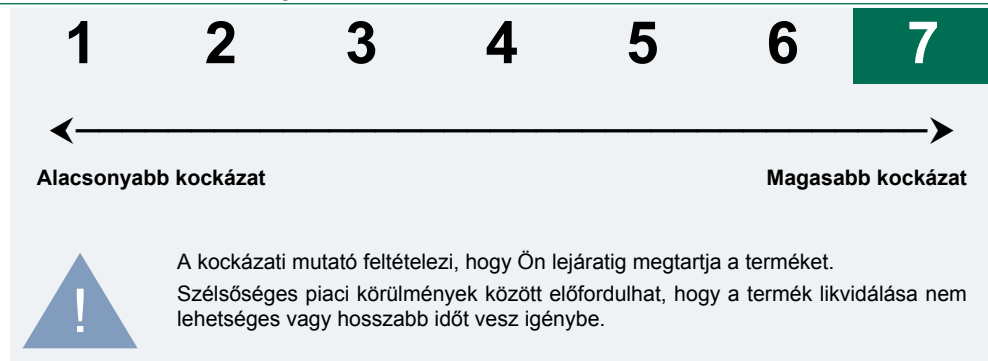 1 2 3 4 5 6 7
Alacsonyabb kockázat Magasabb kockázat
A kockázati mutató feltételezi, hogy Ön lejáratig megtartja a terméket.
Szélsőséges piaci körülmények között előfordulhat, hogy a termék likvidálása nem
lehetséges vagy hosszabb időt vesz igénybe.
!